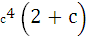 c⁴ (2 + c)